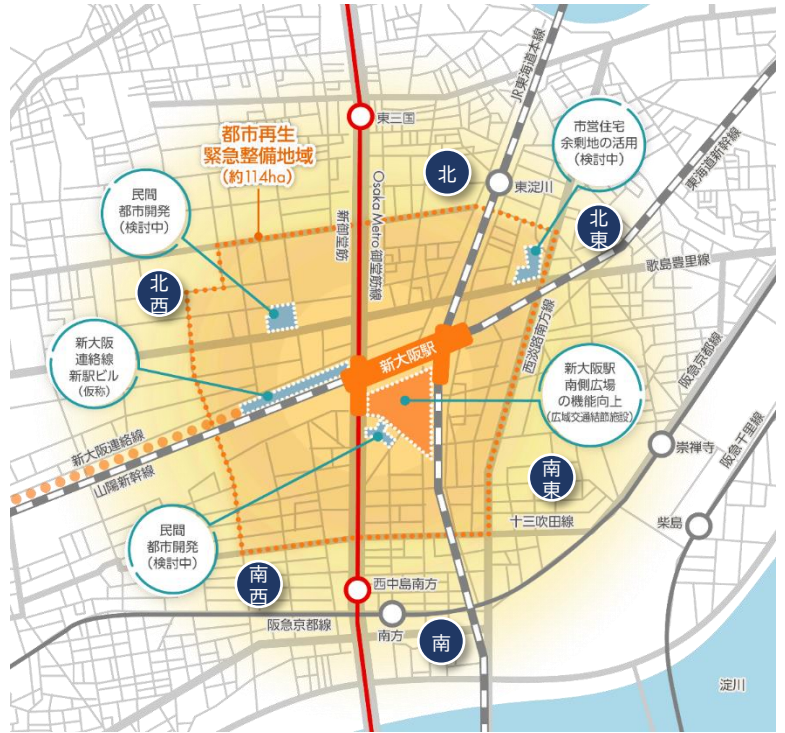 東三国
JR東海道本線
都市再生
緊急整備地域
(約114ha)
市営住宅
余剰地の活用
(検討中)
東海道新幹線
民間
都市開発
(検討中)
北
東淀川
Osaka Metro 御堂筋線
新御堂筋
北
東
歌島豊里線
北
西
新大阪
連絡線
新駅ビル
(仮称)
新大阪駅
西淡路南方線
新大阪駅
南側広場
の機能向上
(広域交通結節施設)
阪急京都線
新大阪連絡線
山陽新幹線
崇禅寺
阪急千里線
南
東
民間
都市開発
(検討中)
十三吹田線
柴島
南
西
西中島南方
阪急京都線
南方
南
淀川